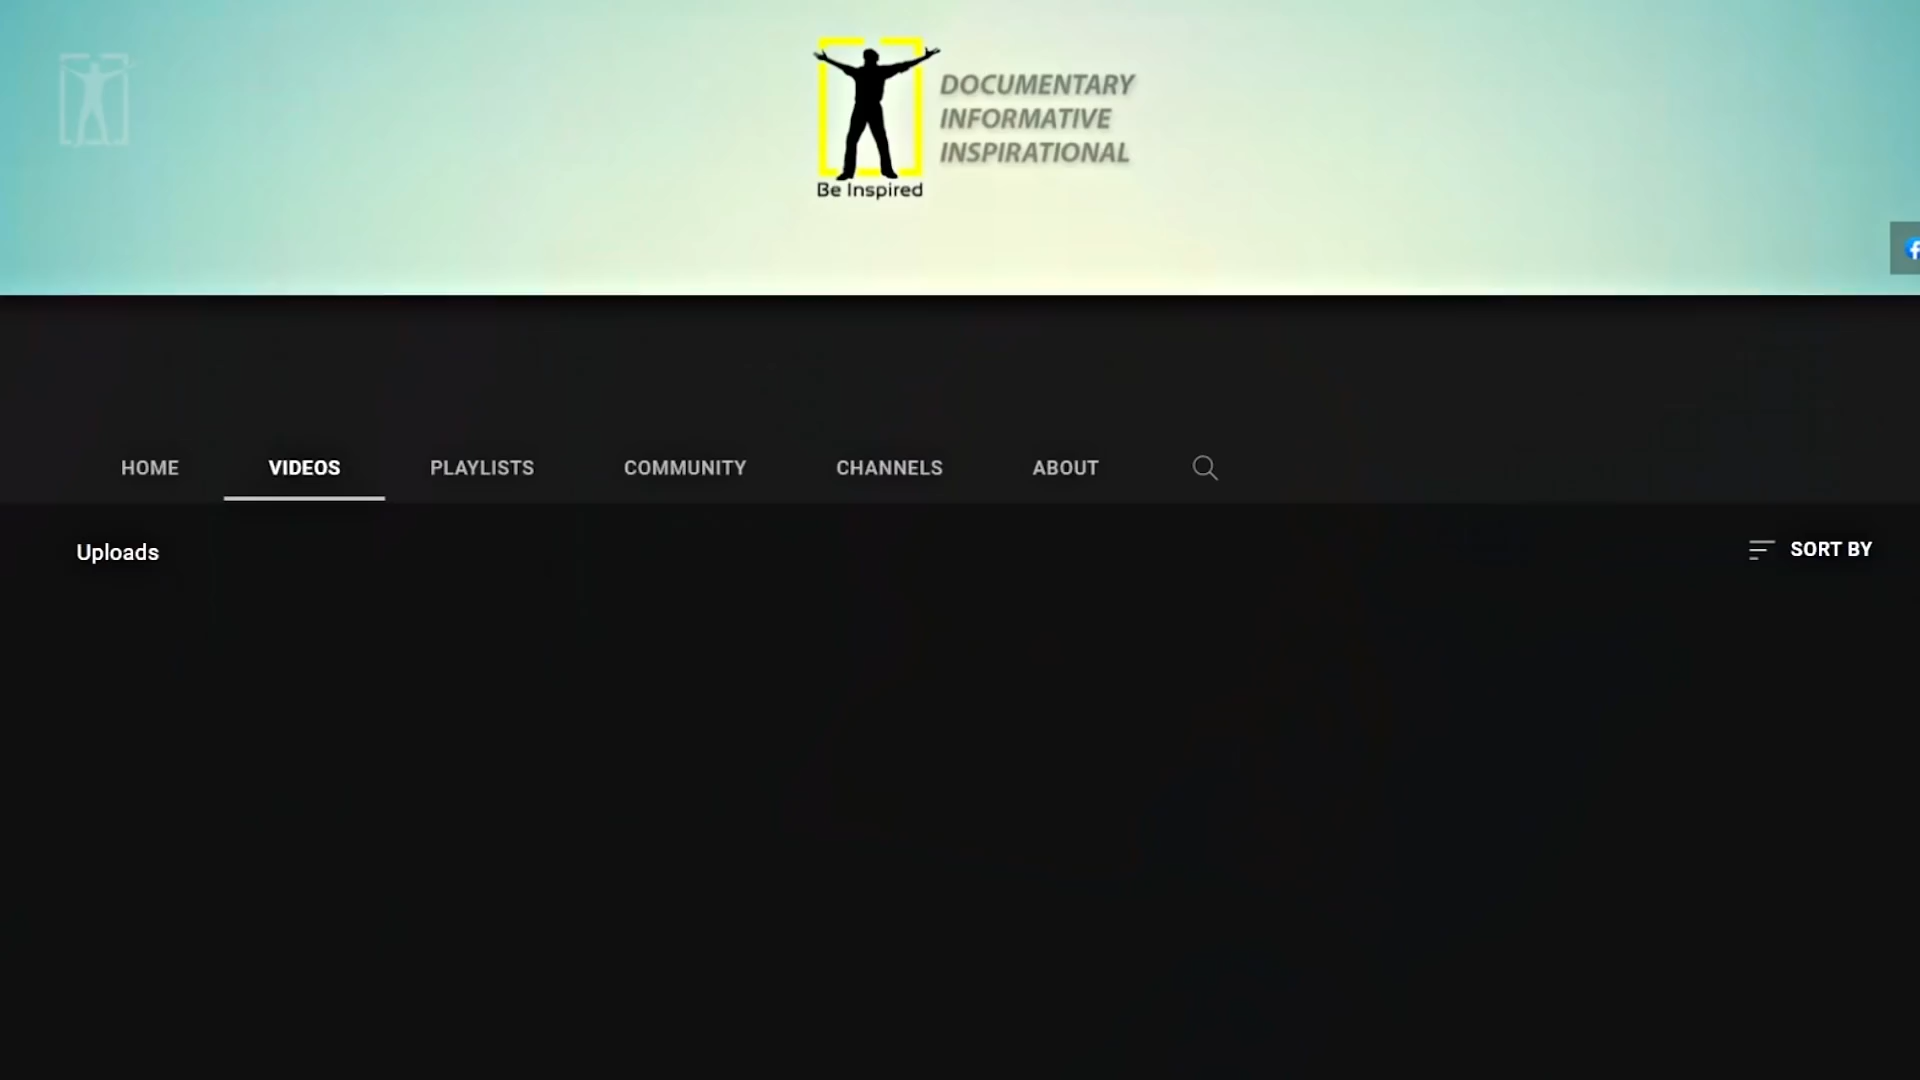 DOCUMENTARY
INFORMATIVE
INSPIRATIONAL
Be Inspired
HOME VIDEOS PLAYLISTS COMMUNITY CHANNELS ABOUT
Uploads
SORT BY